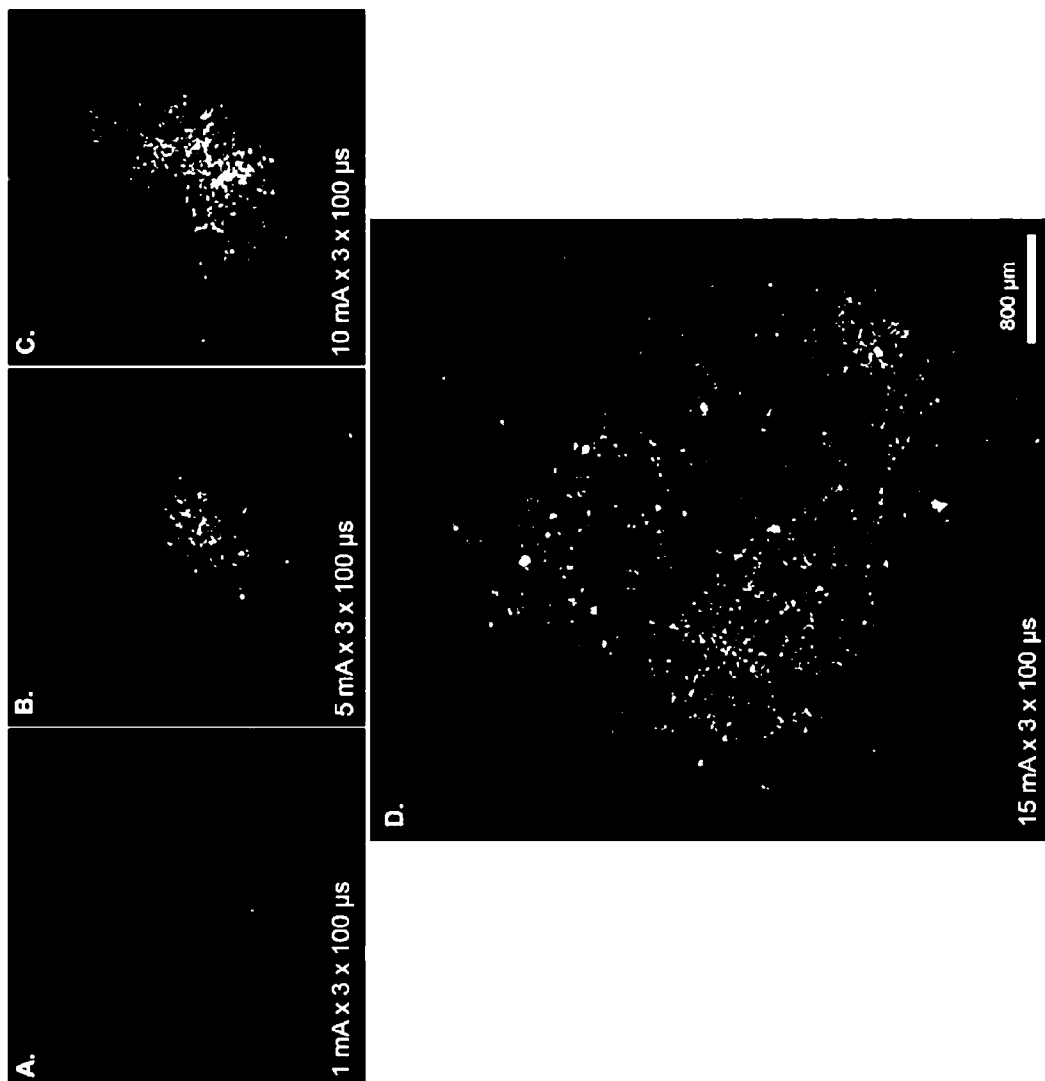 A.
1 mA x 3 x 100 µs
B.
5 mA x 3 x 100 µs
C.
10 mA x 3 x 100 µs
D.
15 mA x 3 x 100 µs
800 µm